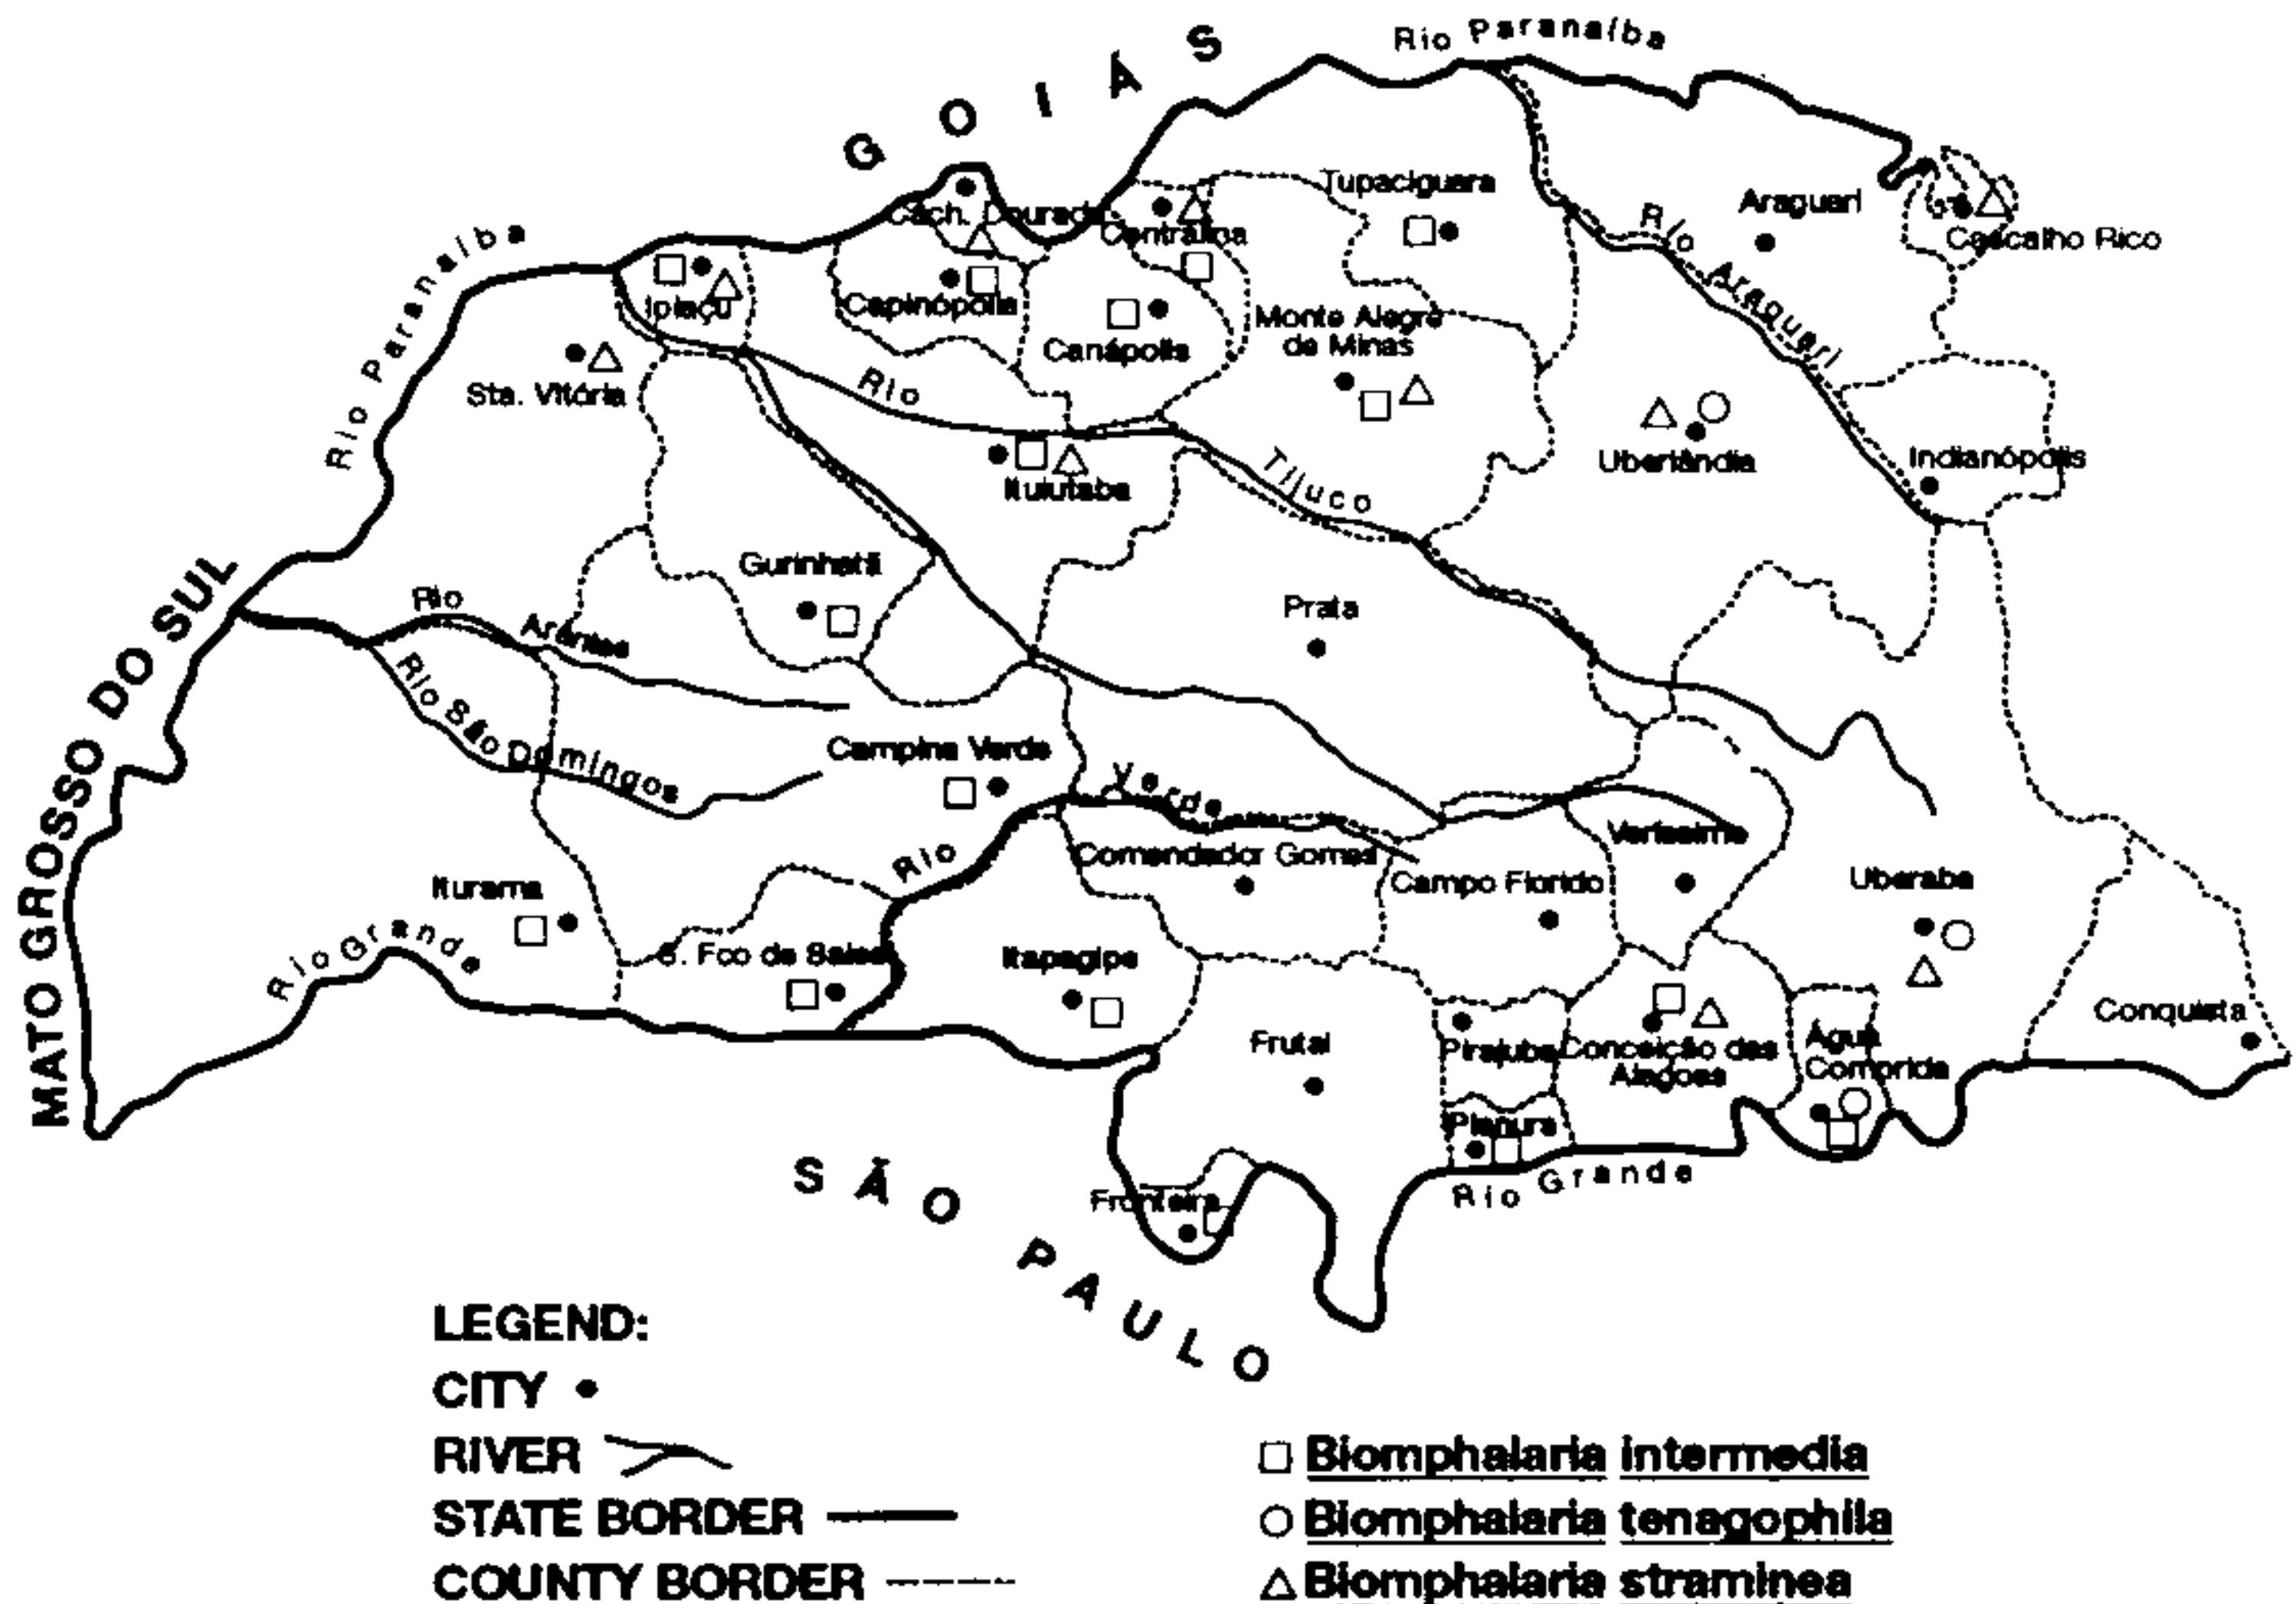 GOIÁS
Rio Paranaíba
Tupaciguara
Araguari
Rio Araguari
Cascalho Rico
Cach. Dourada
Centralina
Rio Paranaíba
Ipiaçu
Capinópolis
Canápolis
Monte Alegre
de Minas
Sta. Vitória
Rio Tijuco
Ituiutaba
Uberlândia
Indianópolis
MATO GROSSO DO SUL
Gurinhatã
Prata
Rio Arantes
Rio São Domingos
Campina Verde
Rio Verde
Veríssimo
Comendador Gomes
Campo Florido
Uberaba
Iturama
Rio Grande
S. Fco de Sales
Itapagipe
Conquista
Frutal
Pirajuba
Conceição das
Alagoas
Água
Comprida
Planura
Rio Grande
Fronteira
SÃO PAULO
LEGEND:
CITY
RIVER
STATE BORDER
COUNTY BORDER
Biomphalaria intermedia
Biomphalaria tenagophila
Biomphalaria straminea